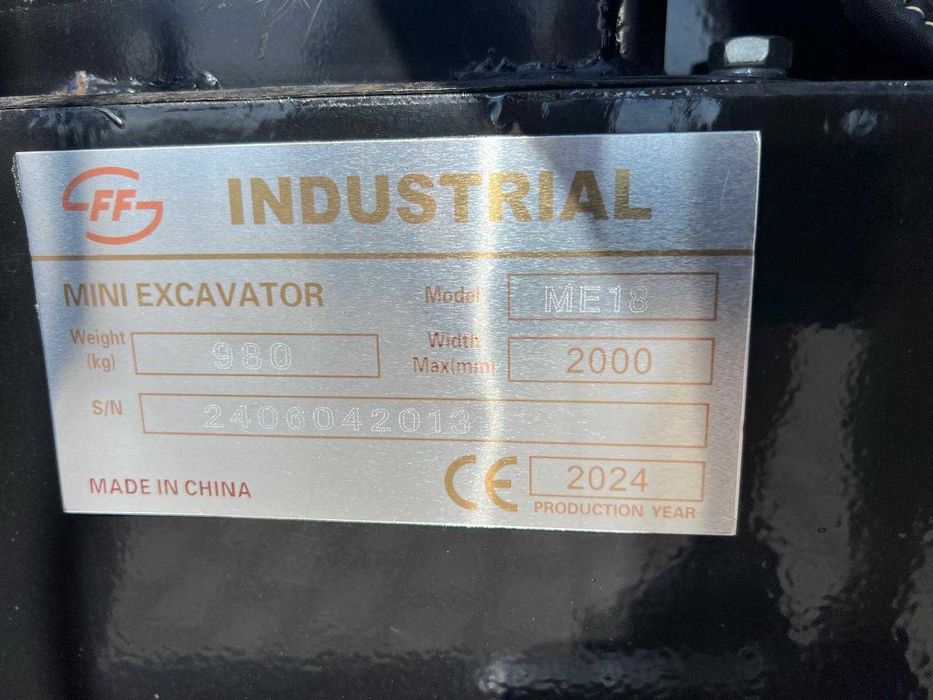 FF INDUSTRIAL
MINI EXCAVATOR Model ME18
Weight (kg) 980 Width Max(mm) 2000
S/N 2406042013
MADE IN CHINA CE 2024
PRODUCTION YEAR